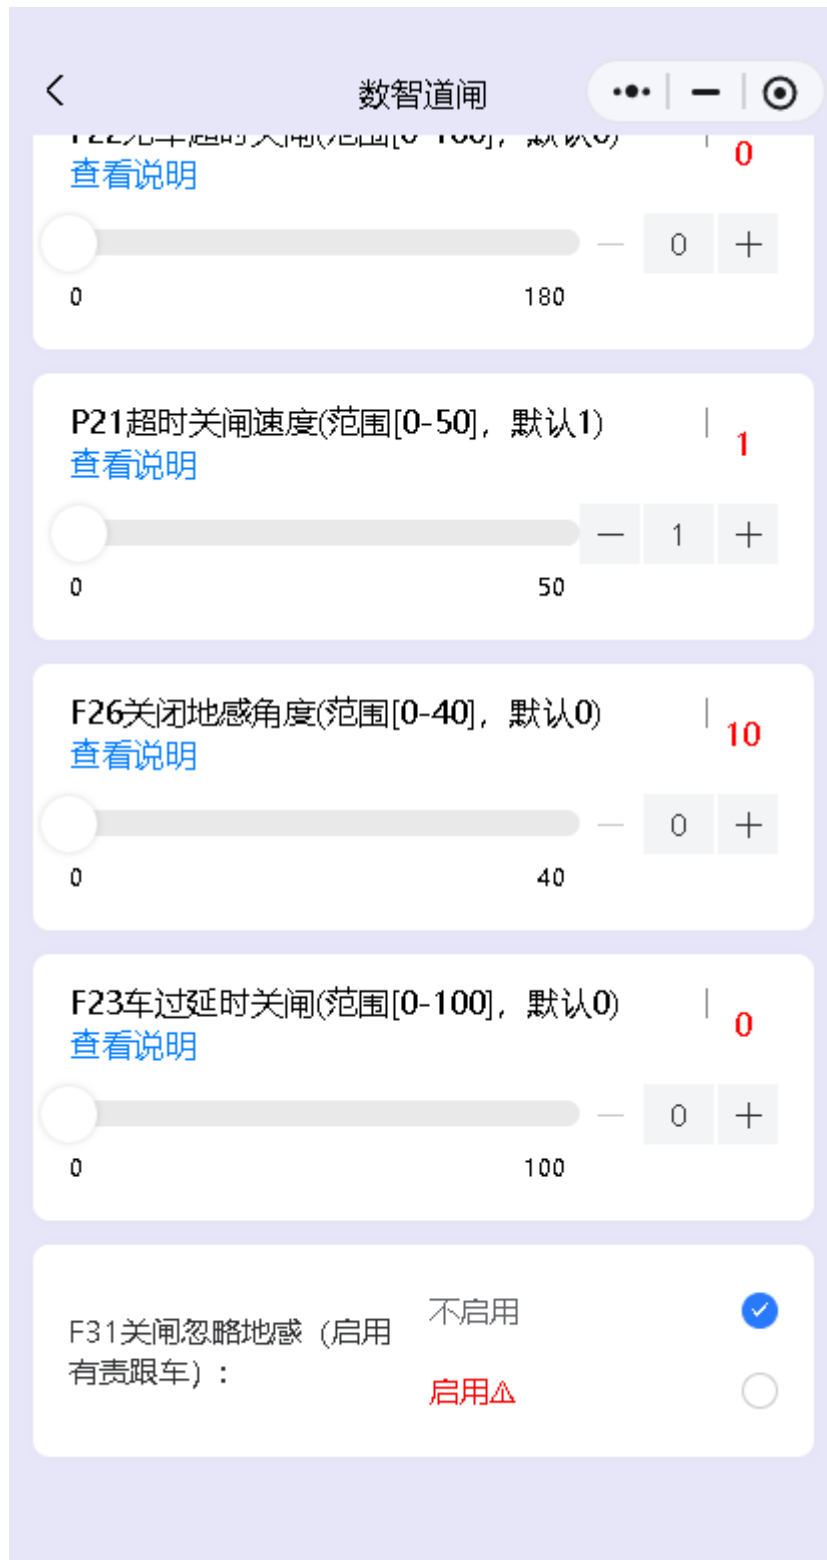 数智道闸
查看说明
0
0
0
180
P21超时关闸速度(范围[0-50]，默认1)
1
查看说明
1
0
50
F26关闭地感角度(范围[0-40]，默认0)
10
查看说明
0
0
40
F23车过延时关闸(范围[0-100]，默认0)
0
查看说明
0
0
100
不启用
F31关闸忽略地感（启用
有责跟车）:
启用⚠